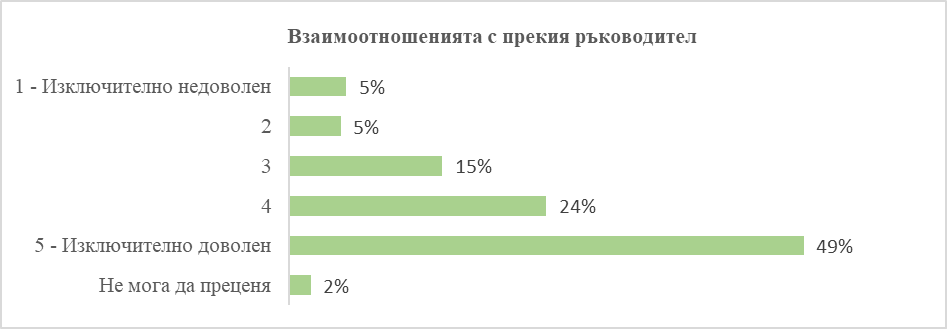 Взаимоотношенията с прекия ръководител
1 - Изключително недоволен 5%
2 5%
3 15%
4 24%
5 - Изключително доволен 49%
Не мога да преценя 2%